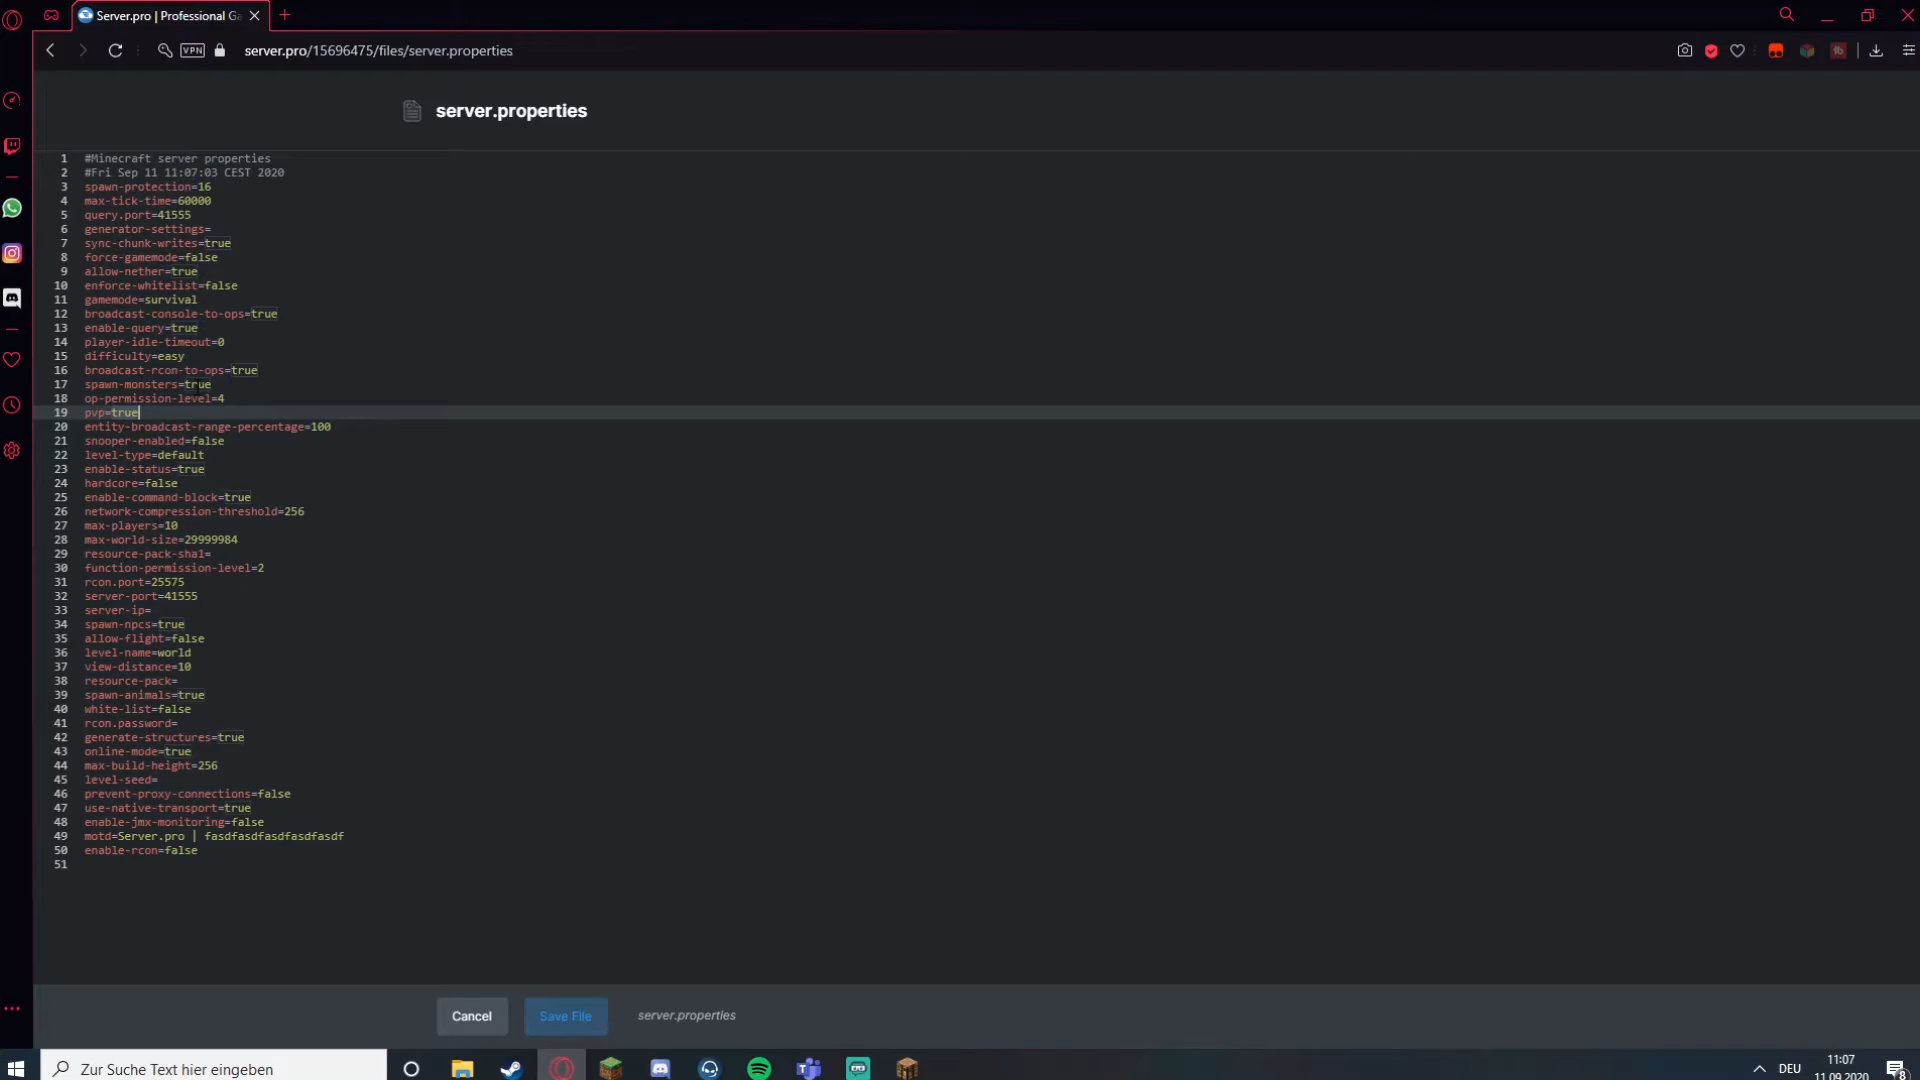 Server.pro | Professional Ga
VPN
server.pro/15696475/files/server.properties
server.properties
1 #Minecraft server properties
2 #Fri Sep 11 11:07:03 CEST 2020
3 spawn-protection=16
4 max-tick-time=60000
5 query.port=41555
6 generator-settings=
7 sync-chunk-writes=true
8 force-gamemode=false
9 allow-nether=true
10 enforce-whitelist=false
11 gamemode=survival
12 broadcast-console-to-ops=true
13 enable-query=true
14 player-idle-timeout=0
15 difficulty=easy
16 broadcast-rcon-to-ops=true
17 spawn-monsters=true
18 op-permission-level=4
19 pvp=true
20 entity-broadcast-range-percentage=100
21 snooper-enabled=false
22 level-type=default
23 enable-status=true
24 hardcore=false
25 enable-command-block=true
26 network-compression-threshold=256
27 max-players=10
28 max-world-size=29999984
29 resource-pack-sha1=
30 function-permission-level=2
31 rcon.port=25575
32 server-port=41555
33 server-ip=
34 spawn-npcs=true
35 allow-flight=false
36 level-name=world
37 view-distance=10
38 resource-pack=
39 spawn-animals=true
40 white-list=false
41 rcon.password=
42 generate-structures=true
43 online-mode=true
44 max-build-height=256
45 level-seed=
46 prevent-proxy-connections=false
47 use-native-transport=true
48 enable-jmx-monitoring=false
49 motd=Server.pro | fasdfasdfasdfasdfasdf
50 enable-rcon=false
51
Cancel
Save File
server.properties
Zur Suche Text hier eingeben
DEU
11:07
11.09.2020
8